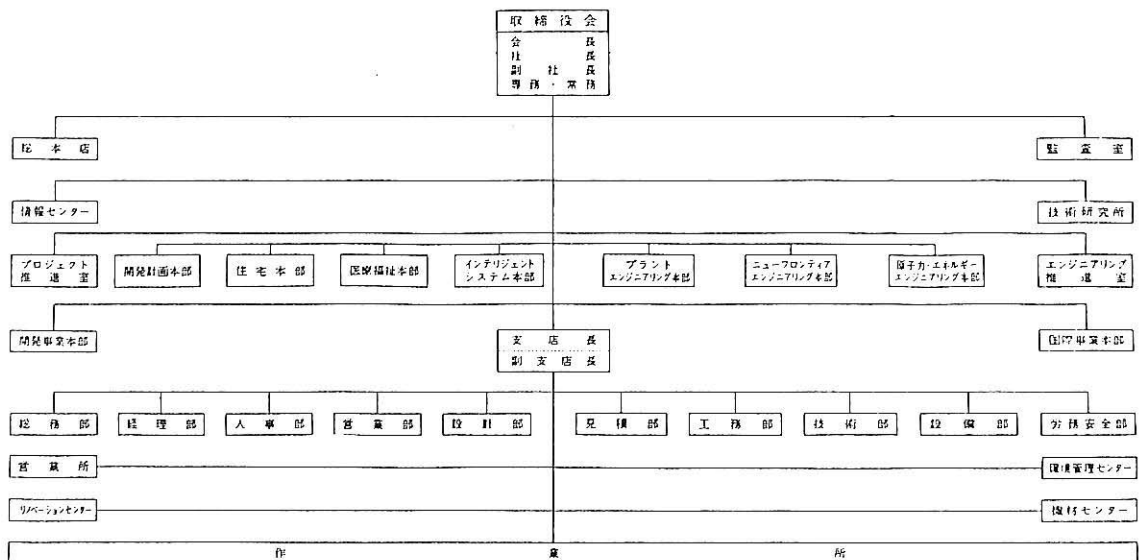 取締役会
会長
社長
副社長
専務・常務
総本店
監査室
情報センター
技術研究所
プロジェクト
推進室
開発計画本部
住宅本部
医療福祉本部
インテリジェント
システム本部
プラント
エンジニアリング本部
ニューフロンティア
エンジニアリング本部
原子力・エネルギー
エンジニアリング本部
エンジニアリング
推進室
開発事業本部
支店長
副支店長
国際事業本部
総務部
経理部
人事部
営業部
設計部
見積部
工務部
技術部
設備部
労務安全部
営業所
環境管理センター
リノベーションセンター
機材センター
作業所